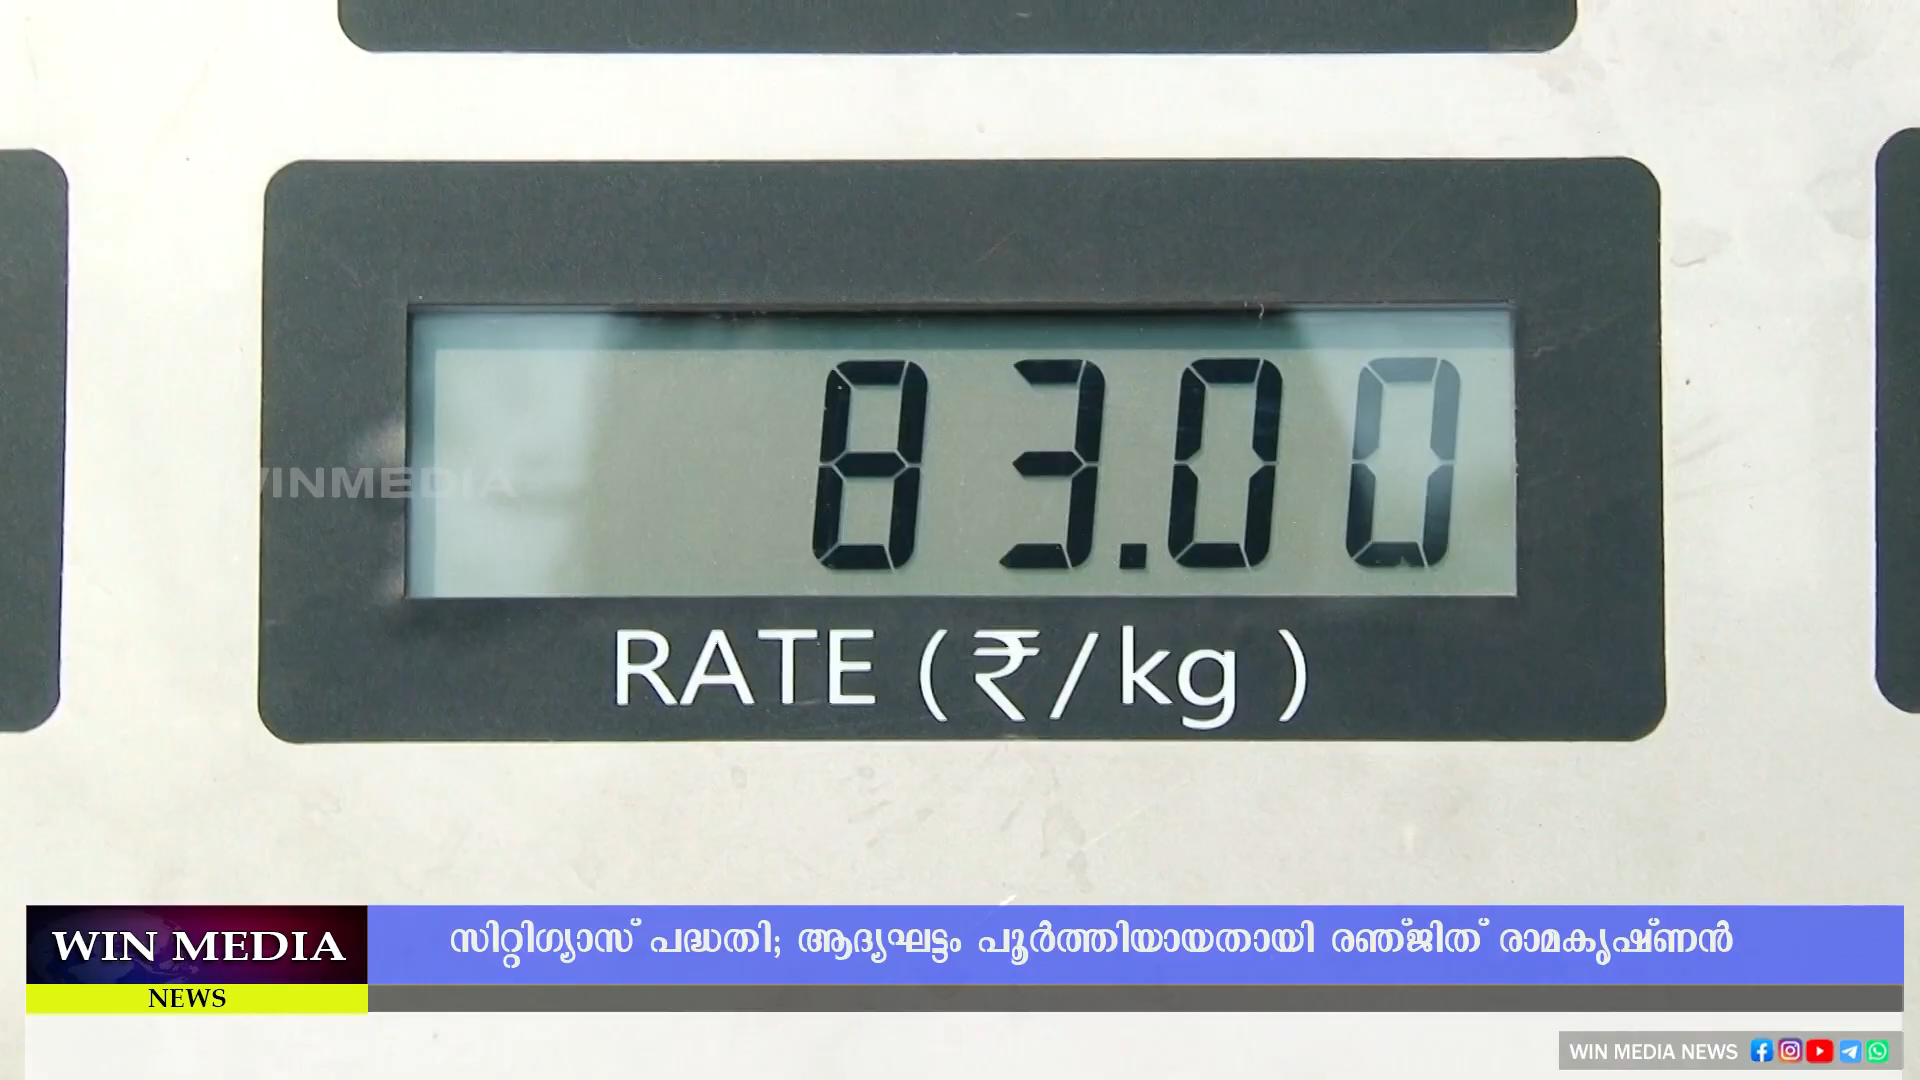 83.00
RATE (₹/kg )
WINMEDIA
WIN MEDIA
NEWS
സിറ്റിഗ്യാസ് പദ്ധതി; ആദ്യഘട്ടം പൂർത്തിയായതായി രഞ്ജിത് രാമകൃഷ്ണൻ
WIN MEDIA NEWS